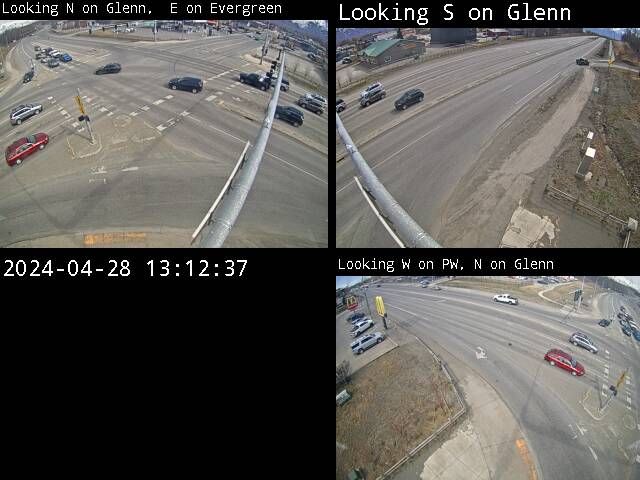 Looking N on Glenn, E on Evergreen
Looking S on Glenn
2024-04-28 13:12:37
Looking W on PW, N on Glenn